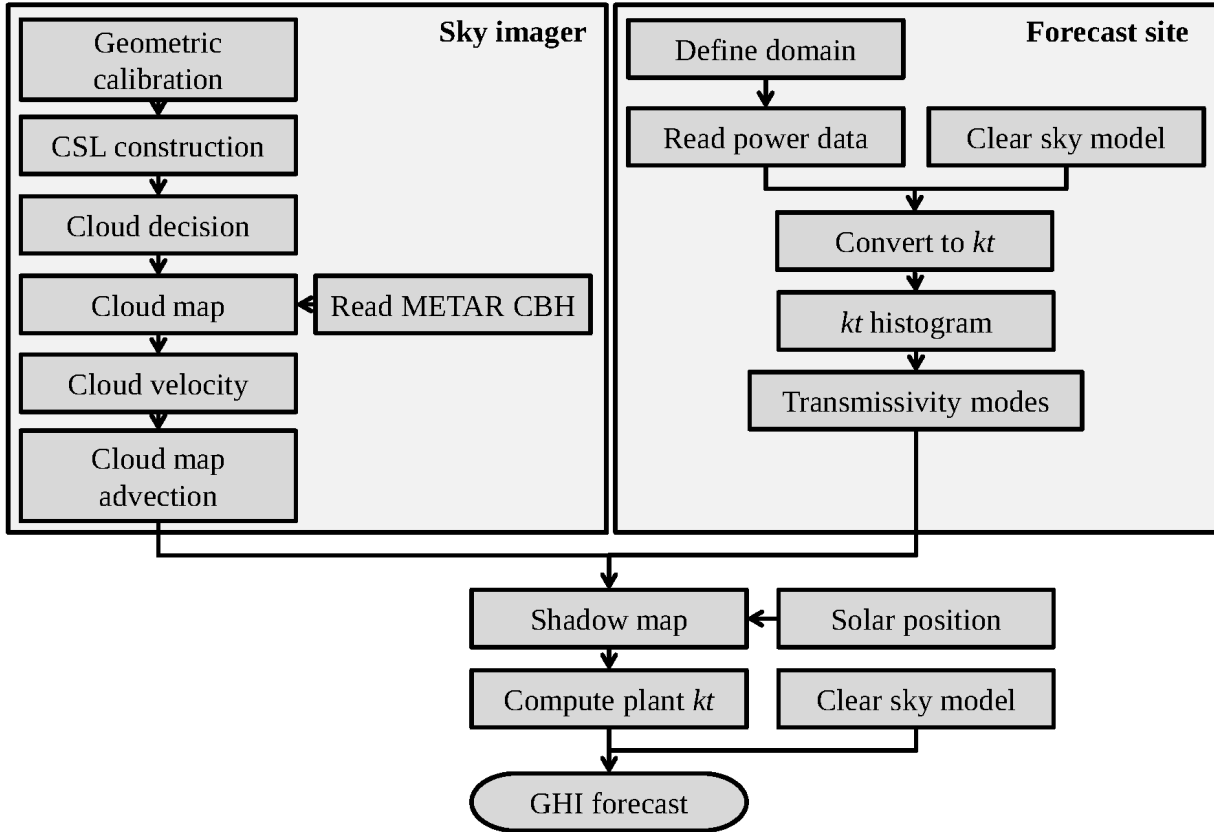 Sky imager
Geometric
calibration
CSL construction
Cloud decision
Cloud map
Read METAR CBH
Cloud velocity
Cloud map
advection
Forecast site
Define domain
Read power data
Clear sky model
Convert to kt
kt histogram
Transmissivity modes
Shadow map
Solar position
Compute plant kt
Clear sky model
GHI forecast